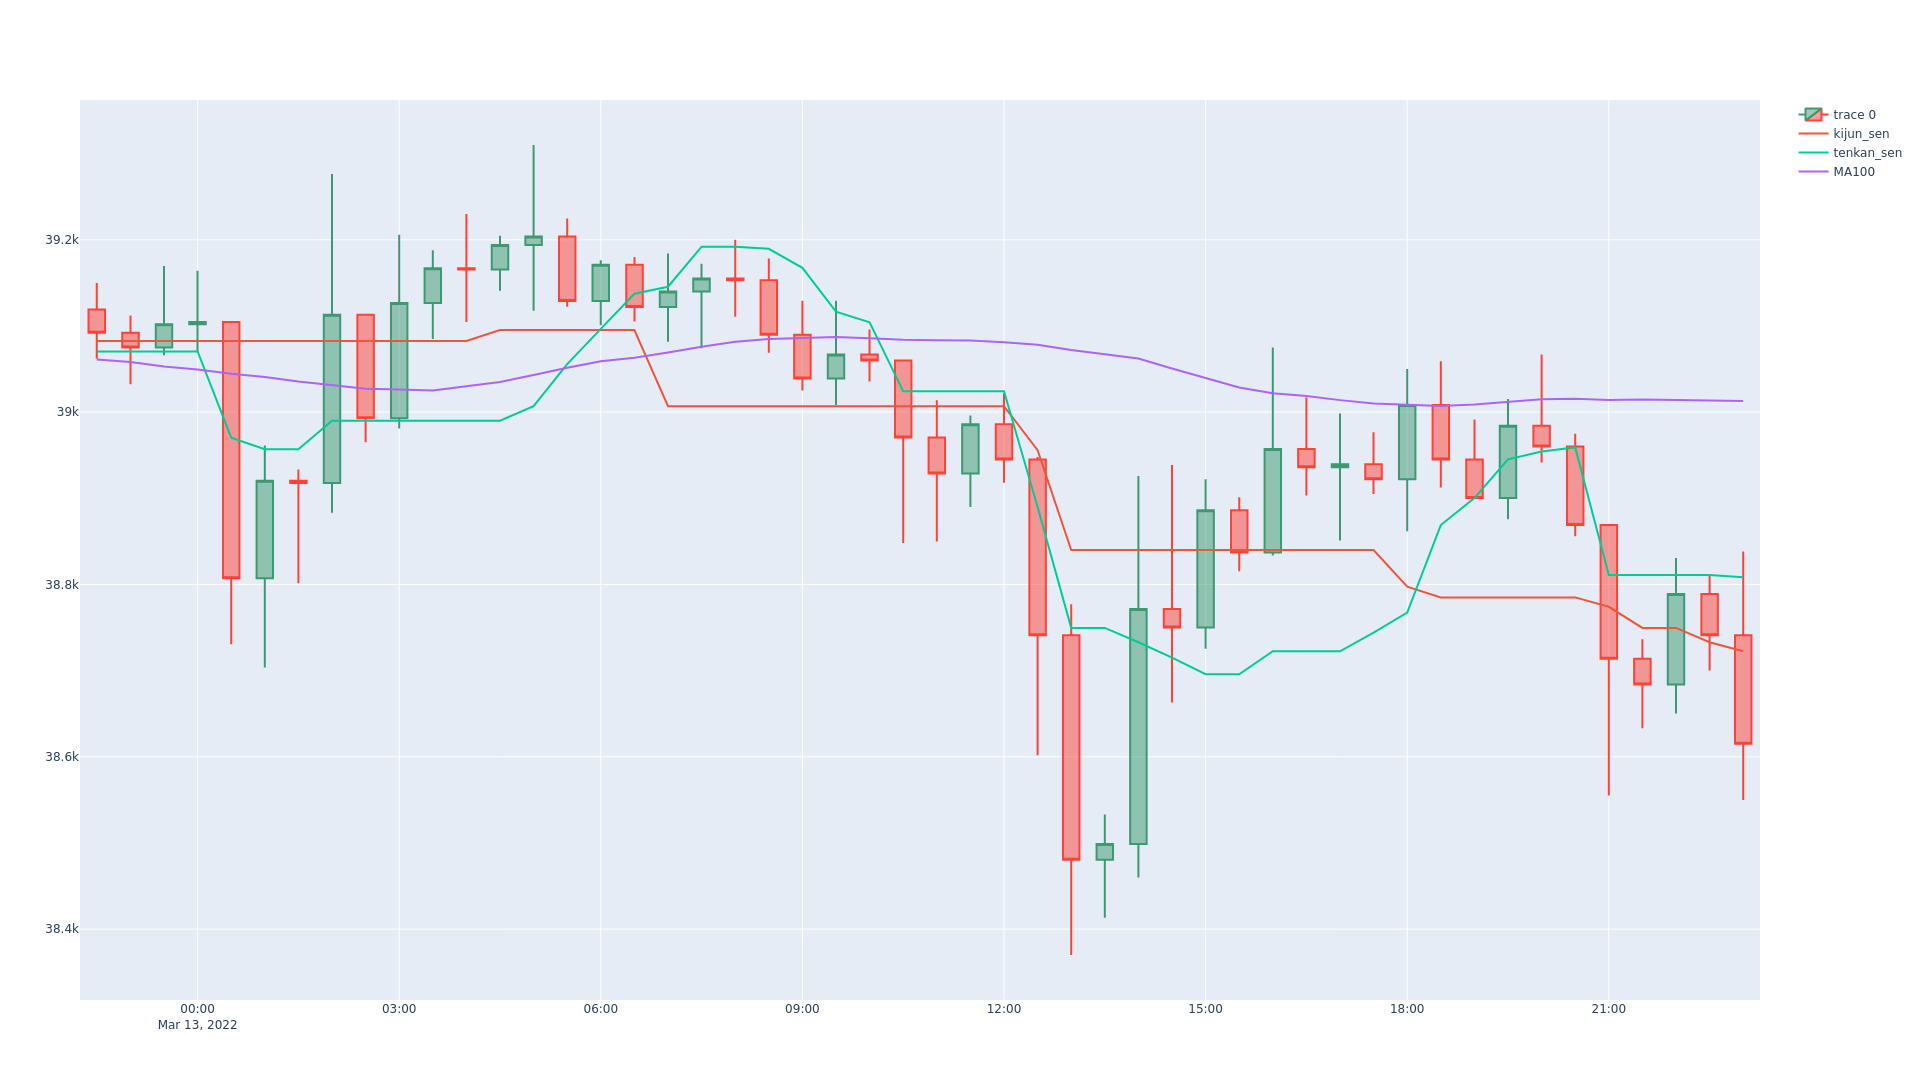 trace 0
kijun_sen
tenkan_sen
MA100
39.2k
39k
38.8k
38.6k
38.4k
00:00
03:00
06:00
09:00
12:00
15:00
18:00
21:00
Mar 13, 2022